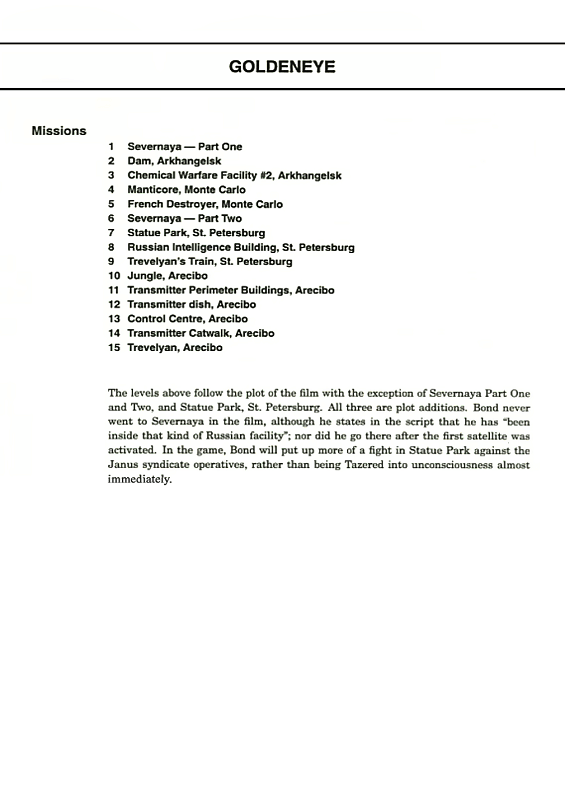 GOLDENEYE
Missions
1 Severnaya — Part One
2 Dam, Arkhangelsk
3 Chemical Warfare Facility #2, Arkhangelsk
4 Manticore, Monte Carlo
5 French Destroyer, Monte Carlo
6 Severnaya — Part Two
7 Statue Park, St. Petersburg
8 Russian Intelligence Building, St. Petersburg
9 Trevelyan's Train, St. Petersburg
10 Jungle, Arecibo
11 Transmitter Perimeter Buildings, Arecibo
12 Transmitter dish, Arecibo
13 Control Centre, Arecibo
14 Transmitter Catwalk, Arecibo
15 Trevelyan, Arecibo
The levels above follow the plot of the film with the exception of Severnaya Part One
and Two, and Statue Park, St. Petersburg. All three are plot additions. Bond never
went to Severnaya in the film, although he states in the script that he has "been
inside that kind of Russian facility"; nor did he go there after the first satellite was
activated. In the game, Bond will put up more of a fight in Statue Park against the
Janus syndicate operatives, rather than being Tazered into unconsciousness almost
immediately.